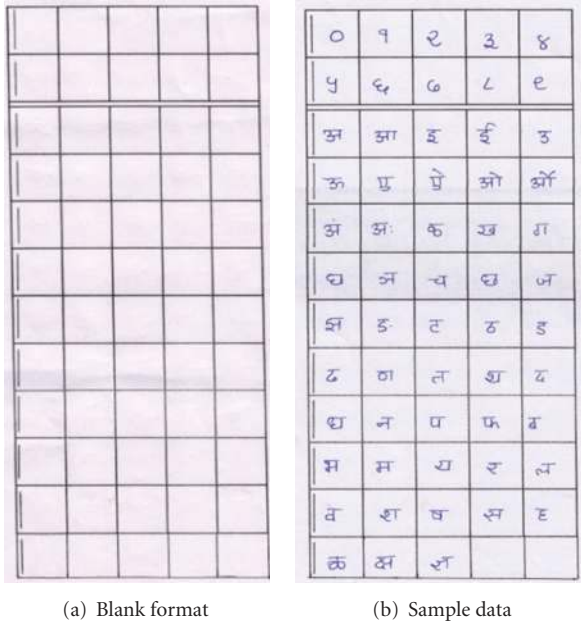 ० १ २ ३ ४
५ ६ ७ ८ ९
अ आ इ ई उ
ऊ ए ऐ ओ औ
अं अः क ख ग
घ ञ च छ ज
झ ङ ट ठ ड
ढ ण त थ द
ध न प फ ब
भ म य र ल
व श ष स ह
ळ क्ष ज्ञ
(a) Blank format
(b) Sample data